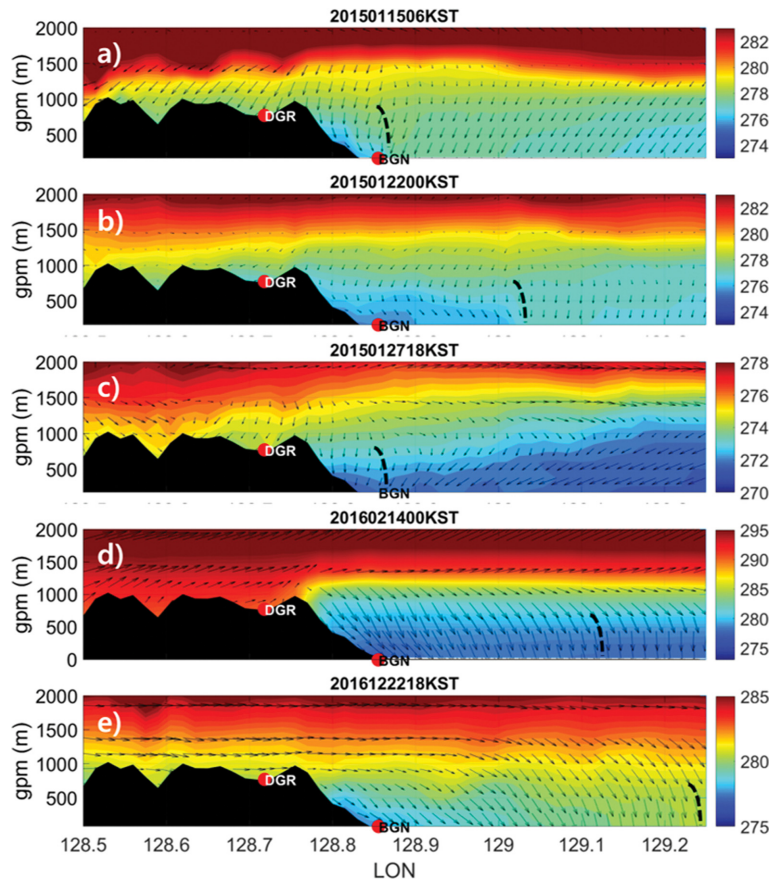 2015011506KST
a)
gpm (m)
2000
1500
1000
500
DGR
BGN
282
280
278
276
274
2015012200KST
b)
gpm (m)
2000
1500
1000
500
DGR
BGN
282
280
278
276
274
2015012718KST
c)
gpm (m)
2000
1500
1000
500
DGR
BGN
278
276
274
272
270
2016021400KST
d)
gpm (m)
2000
1500
1000
500
0
DGR
BGN
295
290
285
280
275
2016122218KST
e)
gpm (m)
2000
1500
1000
500
DGR
BGN
285
280
275
128.5 128.6 128.7 128.8 128.9 129 129.1 129.2
LON